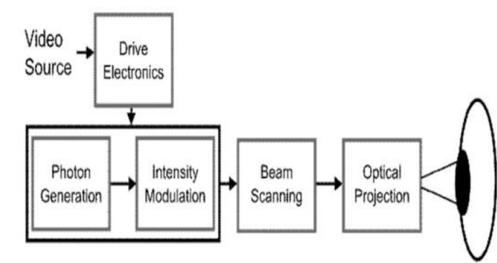 Video
Source
Drive
Electronics
Photon
Generation
Intensity
Modulation
Beam
Scanning
Optical
Projection